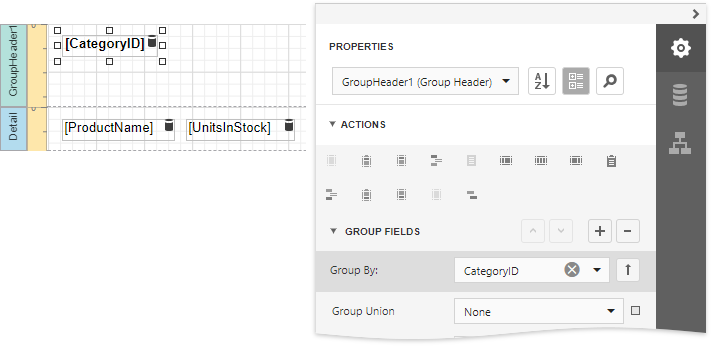 GroupHeader1
[CategoryID]
Detail
[ProductName]
[UnitsInStock]
PROPERTIES
GroupHeader1 (Group Header)
A
Z
ACTIONS
GROUP FIELDS
Group By:
CategoryID
Group Union
None